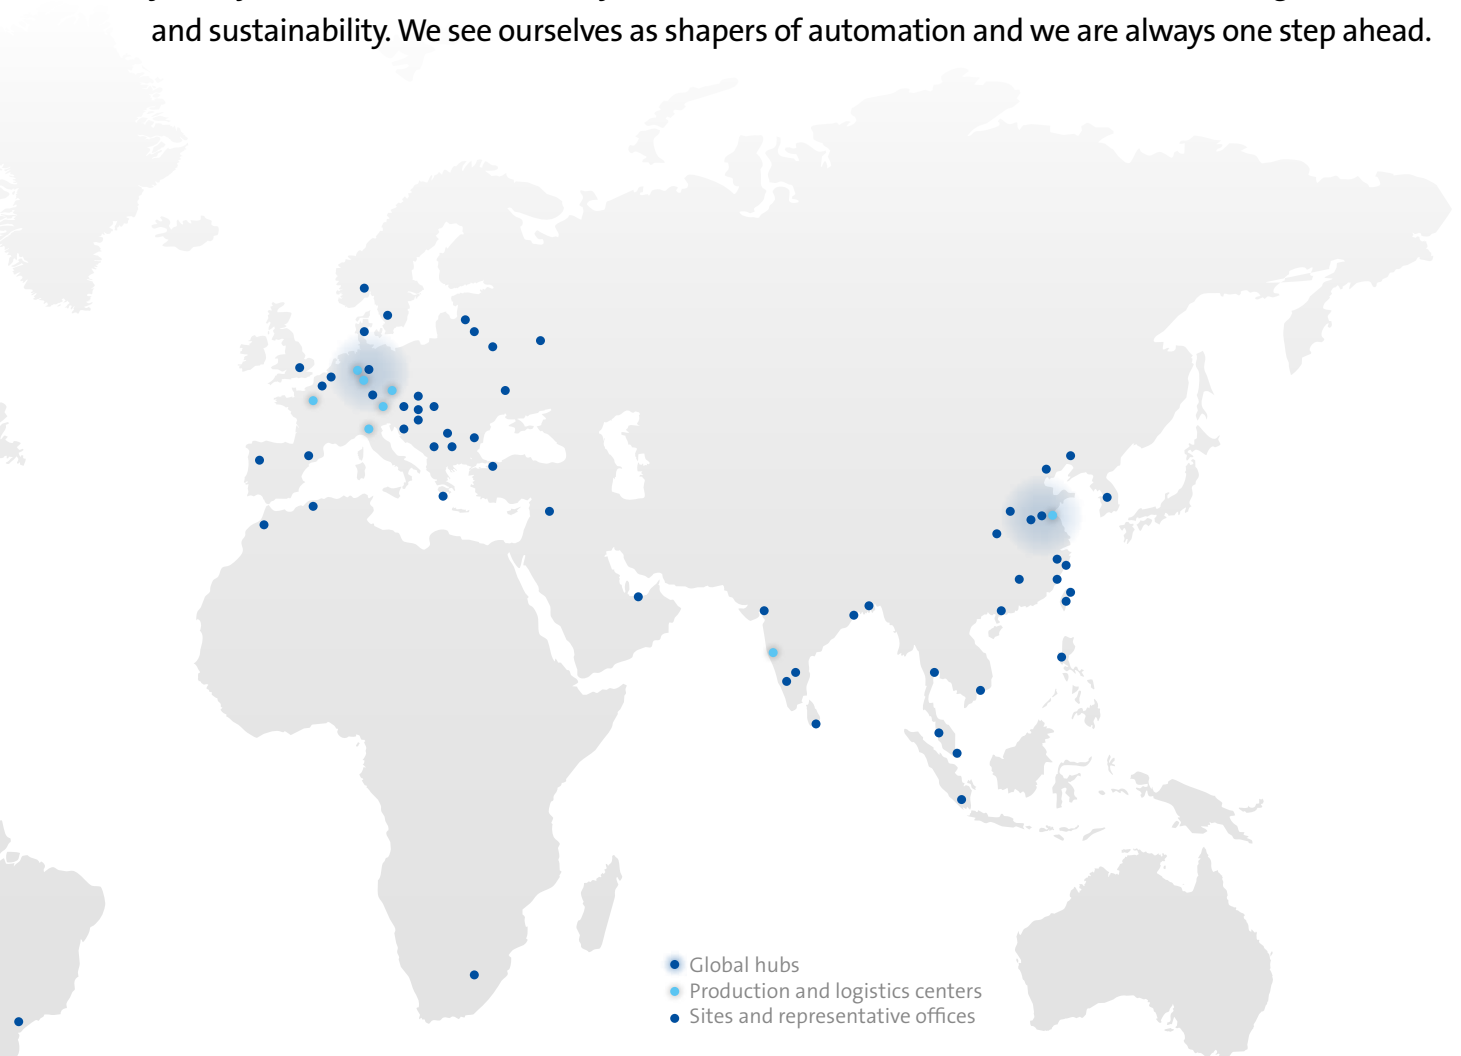 and sustainability. We see ourselves as shapers of automation and we are always one step ahead.
Global hubs
Production and logistics centers
Sites and representative offices